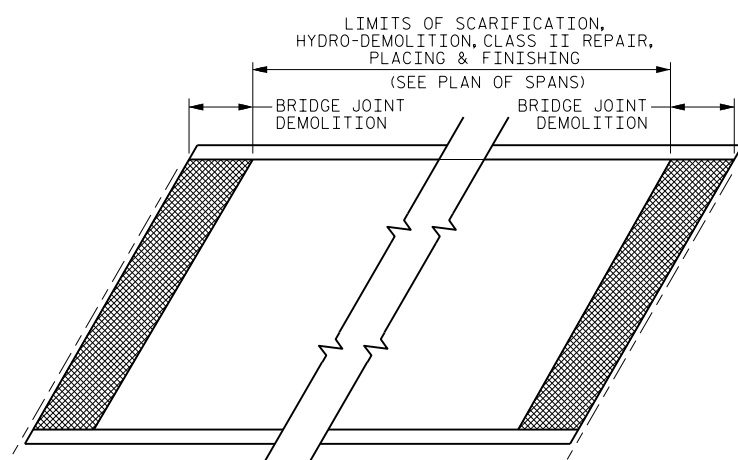 LIMITS OF SCARIFICATION,
HYDRO-DEMOLITION, CLASS II REPAIR,
PLACING & FINISHING
(SEE PLAN OF SPANS)
BRIDGE JOINT
DEMOLITION
BRIDGE JOINT
DEMOLITION